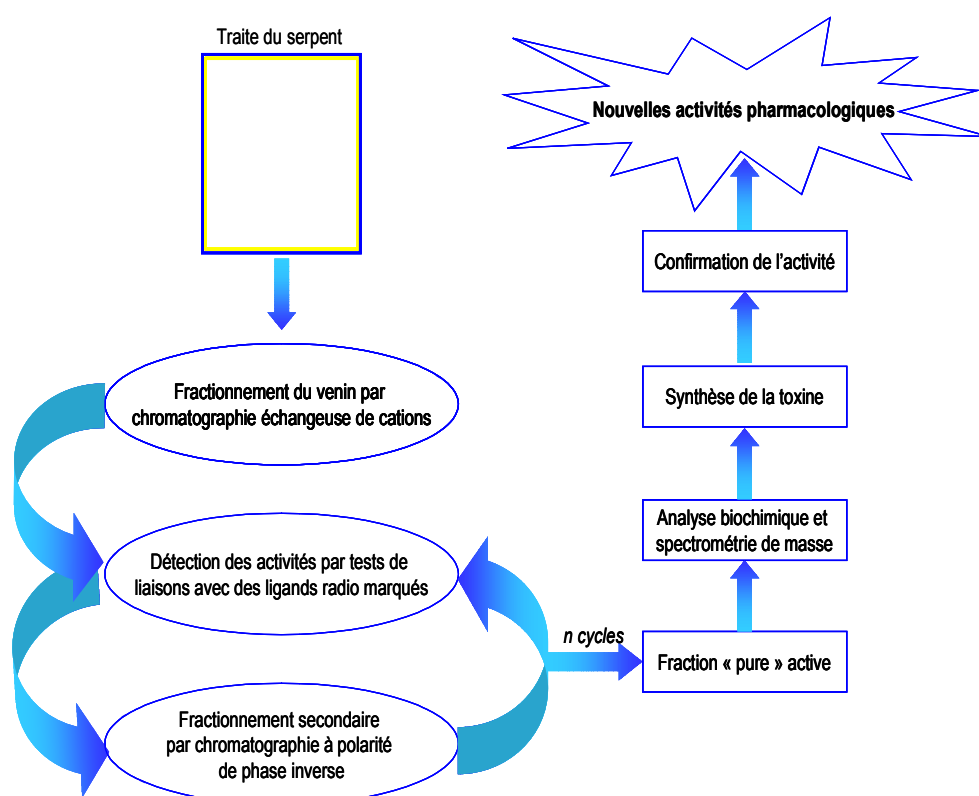 Traite du serpent
Nouvelles activités pharmacologiques
Confirmation de l’activité
Fractionnement du venin par
chromatographie échangeuse de cations
Synthèse de la toxine
Analyse biochimique et
spectrométrie de masse
Détection des activités par tests de
liaisons avec des ligands radio marqués
n cycles
Fraction « pure » active
Fractionnement secondaire
par chromatographie à polarité
de phase inverse